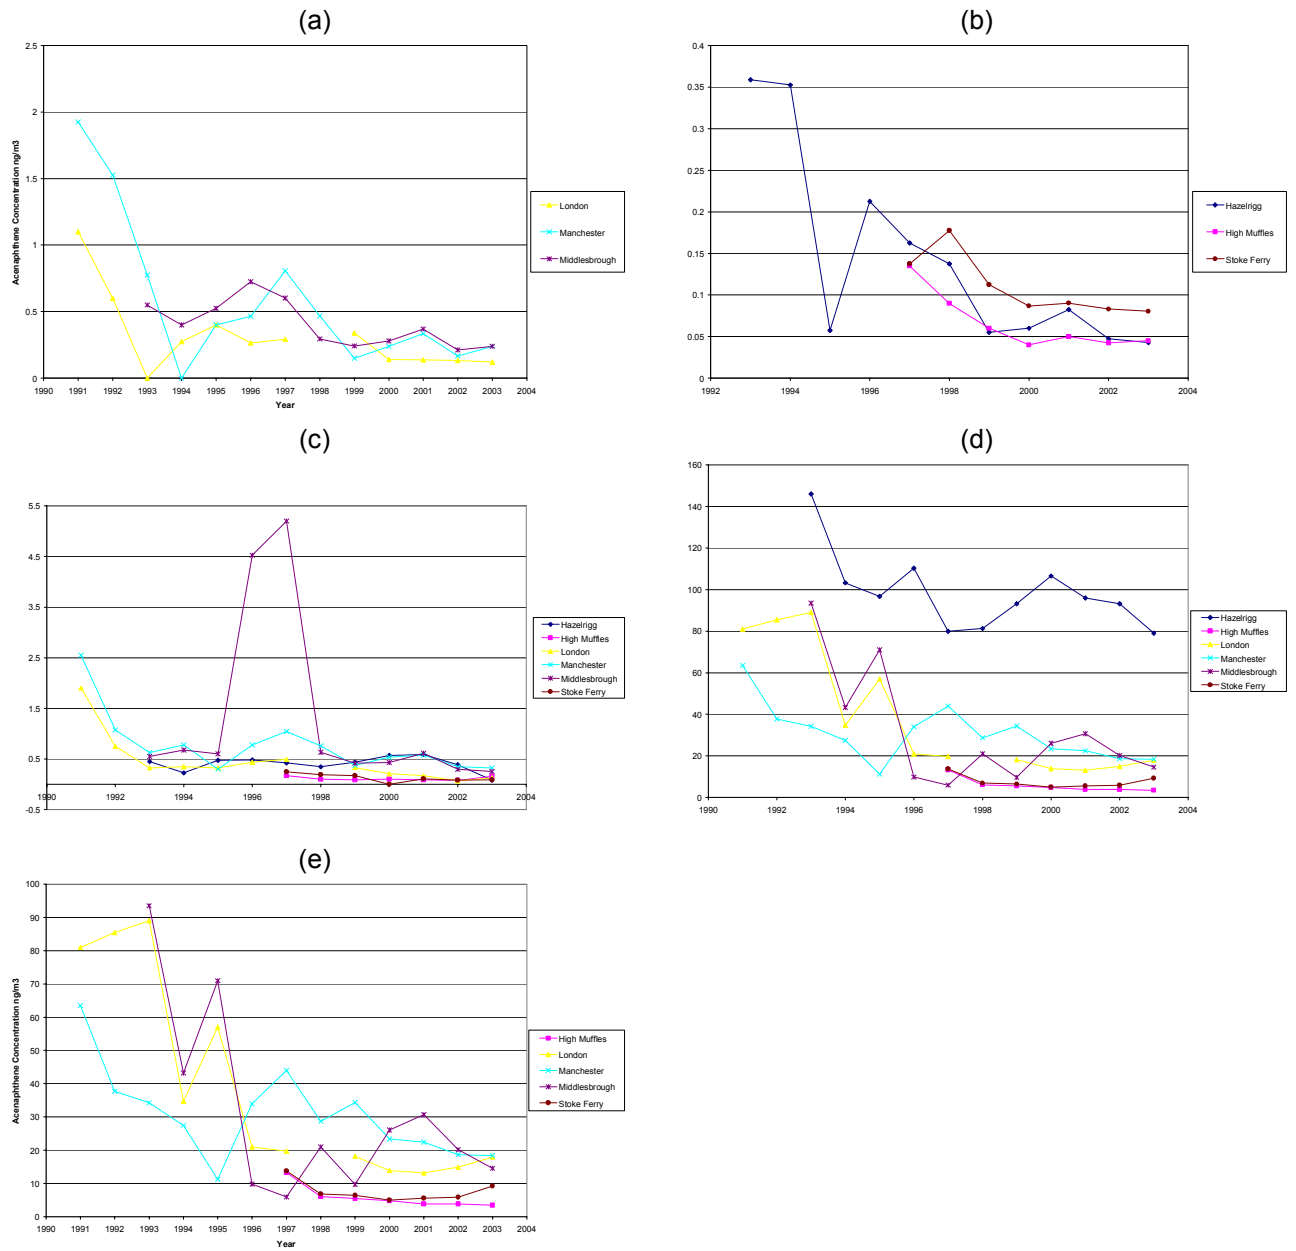 (a)
2.5
2
1.5
1
0.5
0
1990 1991 1992 1993 1994 1995 1996 1997 1998 1999 2000 2001 2002 2003 2004
Year
Acenaphthene Concentration ng/m3
London
Manchester
Middlesbrough
(b)
0.4
0.35
0.3
0.25
0.2
0.15
0.1
0.05
0
1992 1994 1996 1998 2000 2002 2004
Hazelrigg
High Muffles
Stoke Ferry
(c)
5.5
4.5
3.5
2.5
1.5
0.5
-0.5
1990 1992 1994 1996 1998 2000 2002 2004
Hazelrigg
High Muffles
London
Manchester
Middlesbrough
Stoke Ferry
(d)
160
140
120
100
80
60
40
20
0
1990 1992 1994 1996 1998 2000 2002 2004
Hazelrigg
High Muffles
London
Manchester
Middlesbrough
Stoke Ferry
(e)
100
90
80
70
60
50
40
30
20
10
0
1990 1991 1992 1993 1994 1995 1996 1997 1998 1999 2000 2001 2002 2003 2004
Year
Acenaphthene Concentration ng/m3
High Muffles
London
Manchester
Middlesbrough
Stoke Ferry